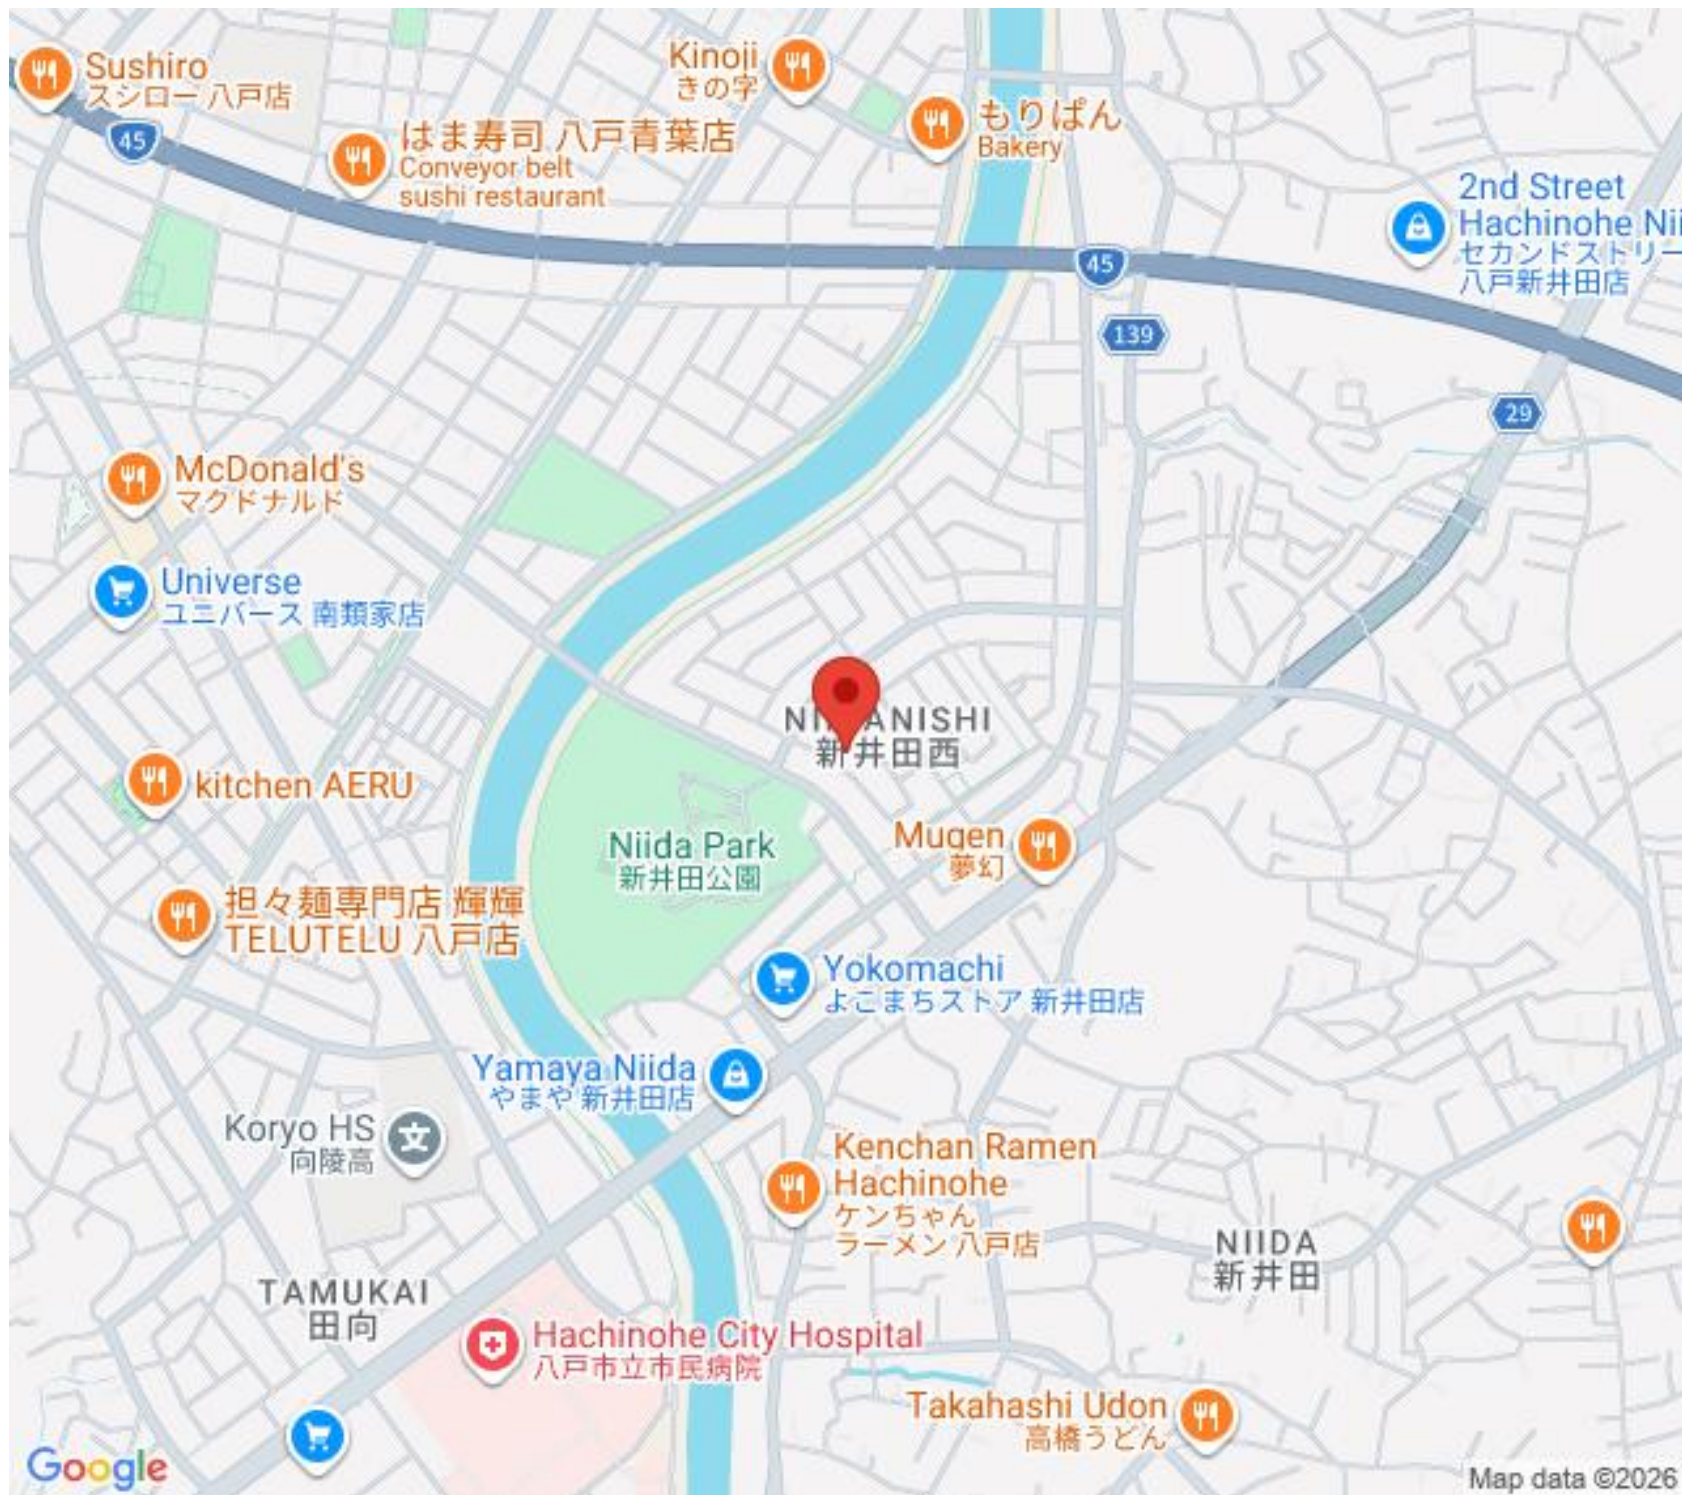 Sushiro
スシロー 八戸店
45
はま寿司 八戸青葉店
Conveyor belt
sushi restaurant
Kinoji
きの字
もりぱん
Bakery
2nd Street
Hachinohe Nii
セカンドストリー
八戸新井田店
45
139
29
McDonald's
マクドナルド
Universe
ユニバース 南類家店
新井田西
kitchen AERU
Niida Park
新井田公園
Mugen
夢幻
担々麺専門店 輝輝
TELUTELU 八戸店
Yokomachi
よこまちストア 新井田店
Yamaya Niida
やまや 新井田店
Koryo HS
向陵高
文
Kenchan Ramen
Hachinohe
ケンちゃん
ラーメン 八戸店
NIIDA
新井田
TAMUKAI
田向
Hachinohe City Hospital
八戸市立市民病院
Takahashi Udon
高橋うどん
Google
Map data ©2026